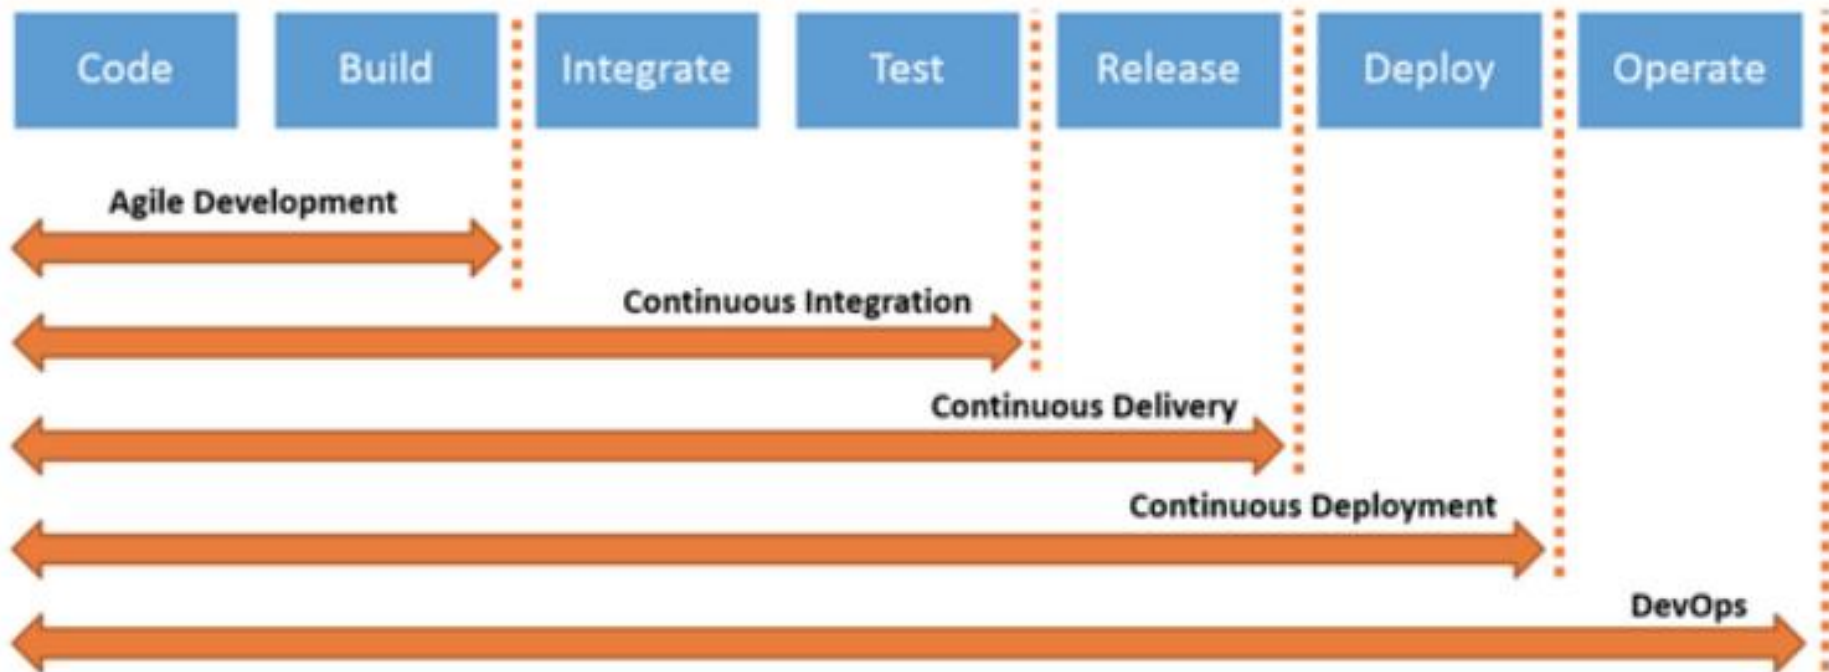 Code
Build
Integrate
Test
Release
Deploy
Operate
Agile Development
Continuous Integration
Continuous Delivery
Continuous Deployment
DevOps